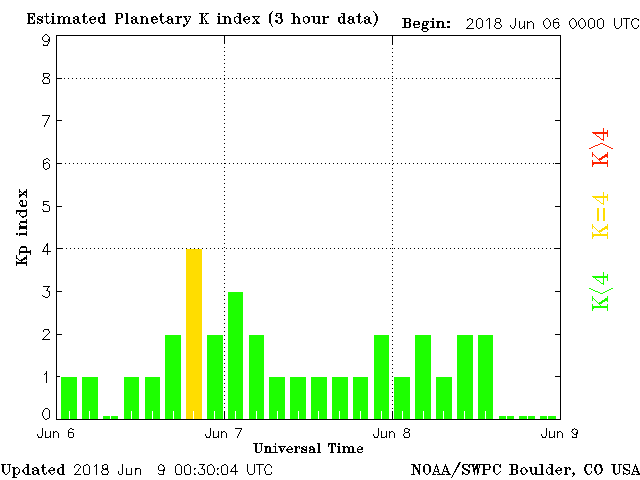 Estimated Planetary K index (3 hour data) Begin: 2018 Jun 06 0000 UTC
9
8
7
6
5
4
3
2
1
0
Kp index
K>4
K=4
K<4
Jun 6 Jun 7 Jun 8 Jun 9
Universal Time
Updated 2018 Jun 9 00:30:04 UTC NOAA/SWPC Boulder, CO USA